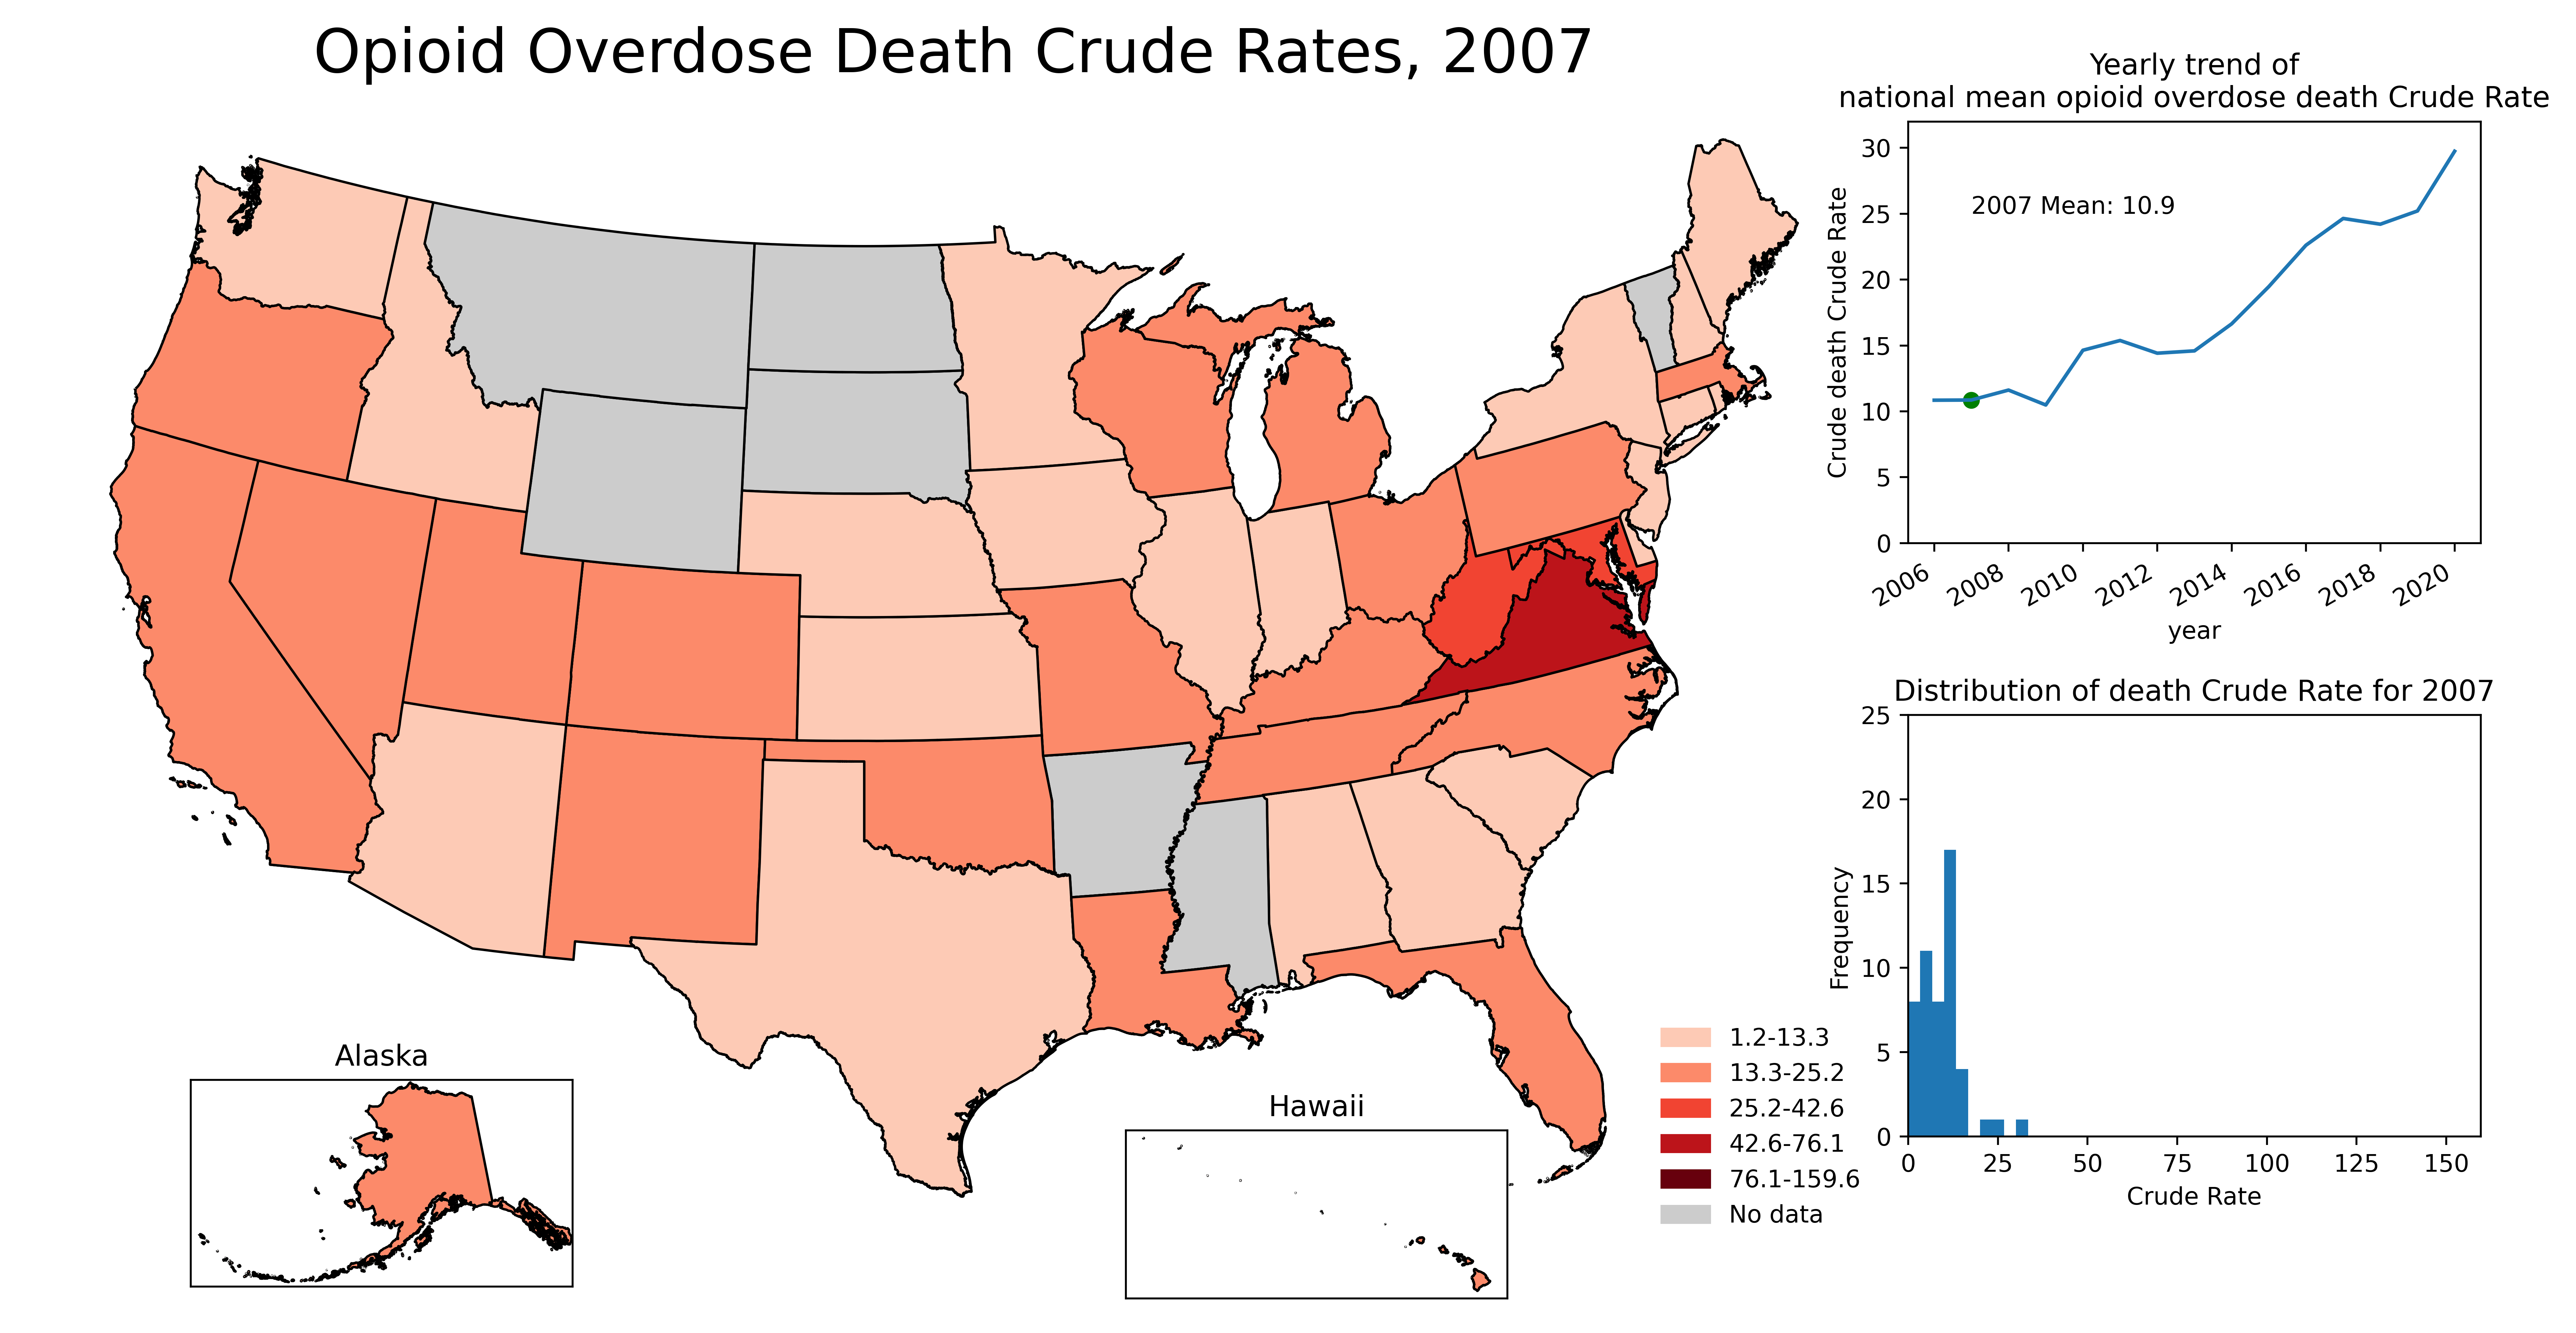 Opioid Overdose Death Crude Rates, 2007
Yearly trend of
national mean opioid overdose death Crude Rate
30
25
20
15
10
5
0
Crude death Crude Rate
2007 Mean: 10.9
2006
2008
2010
2012
2014
2016
2018
2020
year
Distribution of death Crude Rate for 2007
25
20
15
10
5
0
Frequency
0
25
50
75
100
125
150
Crude Rate
Alaska
Hawaii
1.2-13.3
13.3-25.2
25.2-42.6
42.6-76.1
76.1-159.6
No data